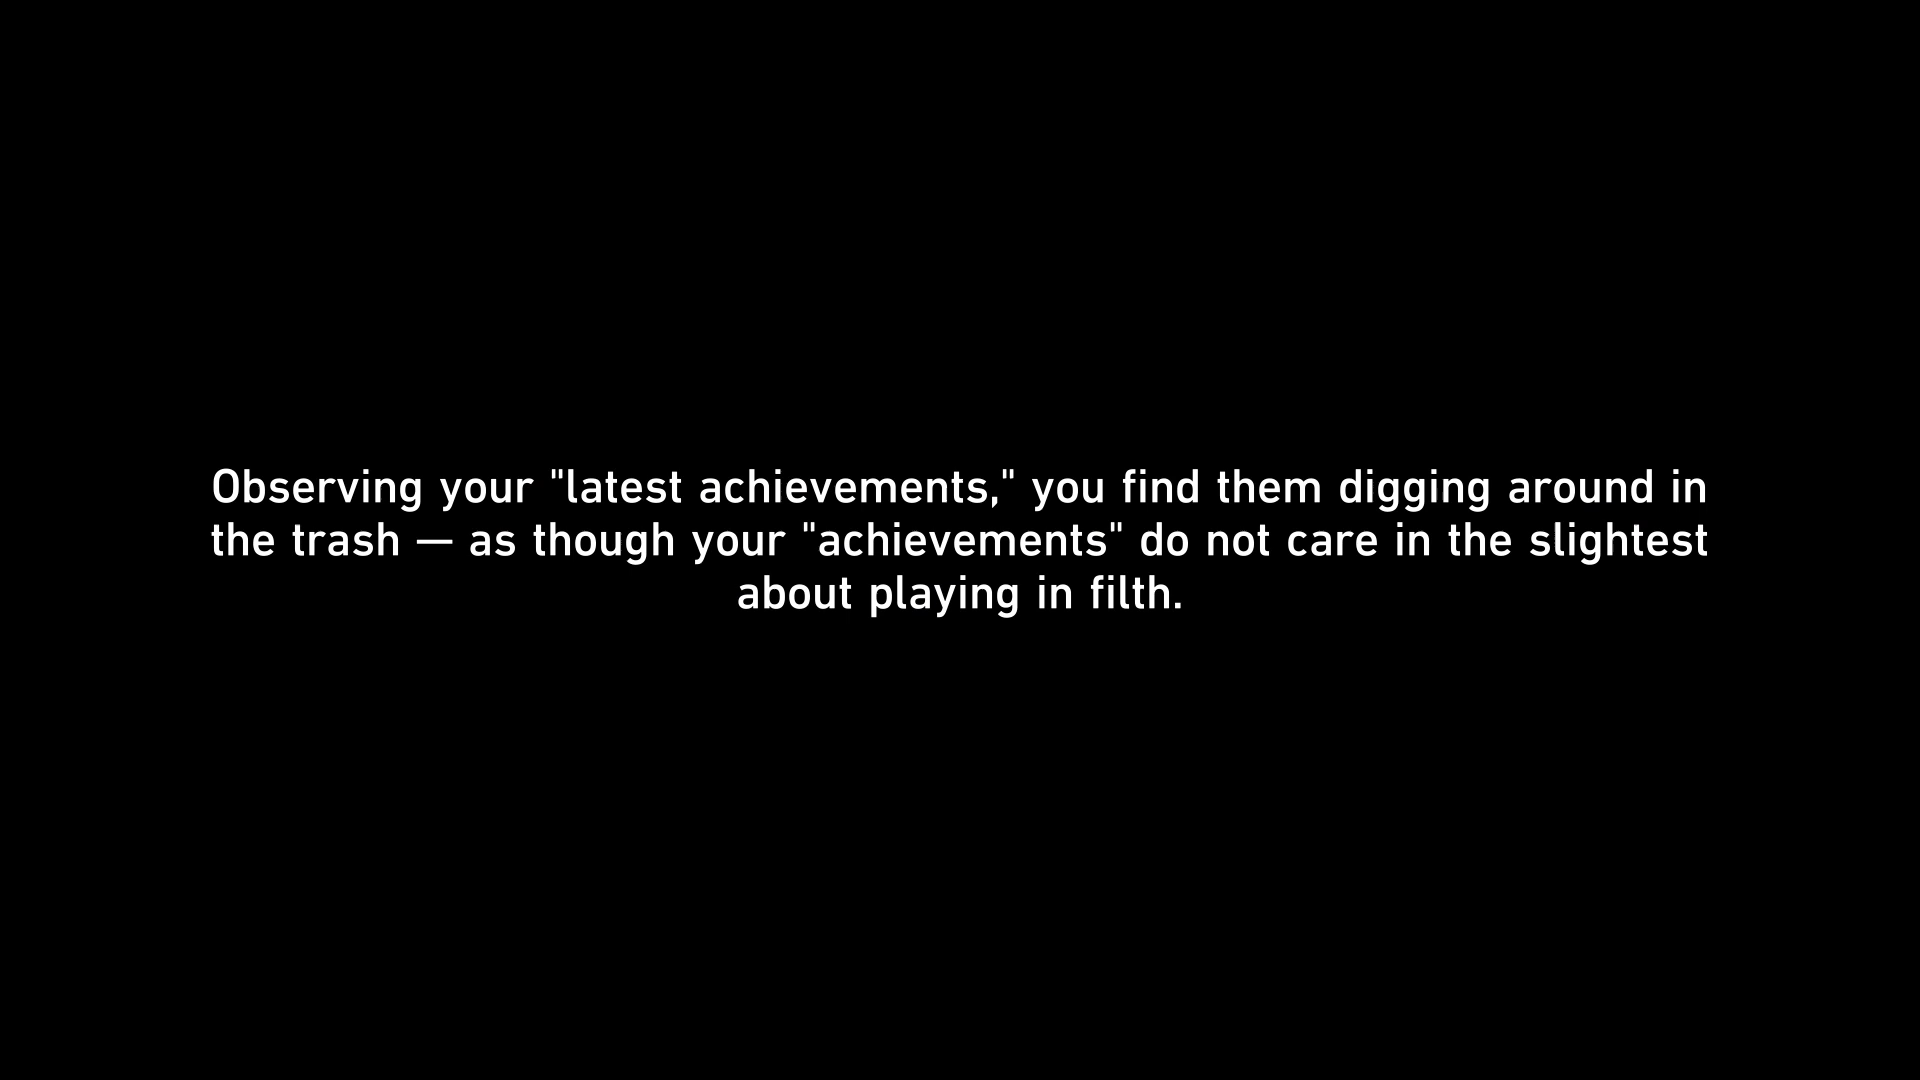 Observing your "latest achievements," you find them digging around in
the trash — as though your "achievements" do not care in the slightest
about playing in filth.